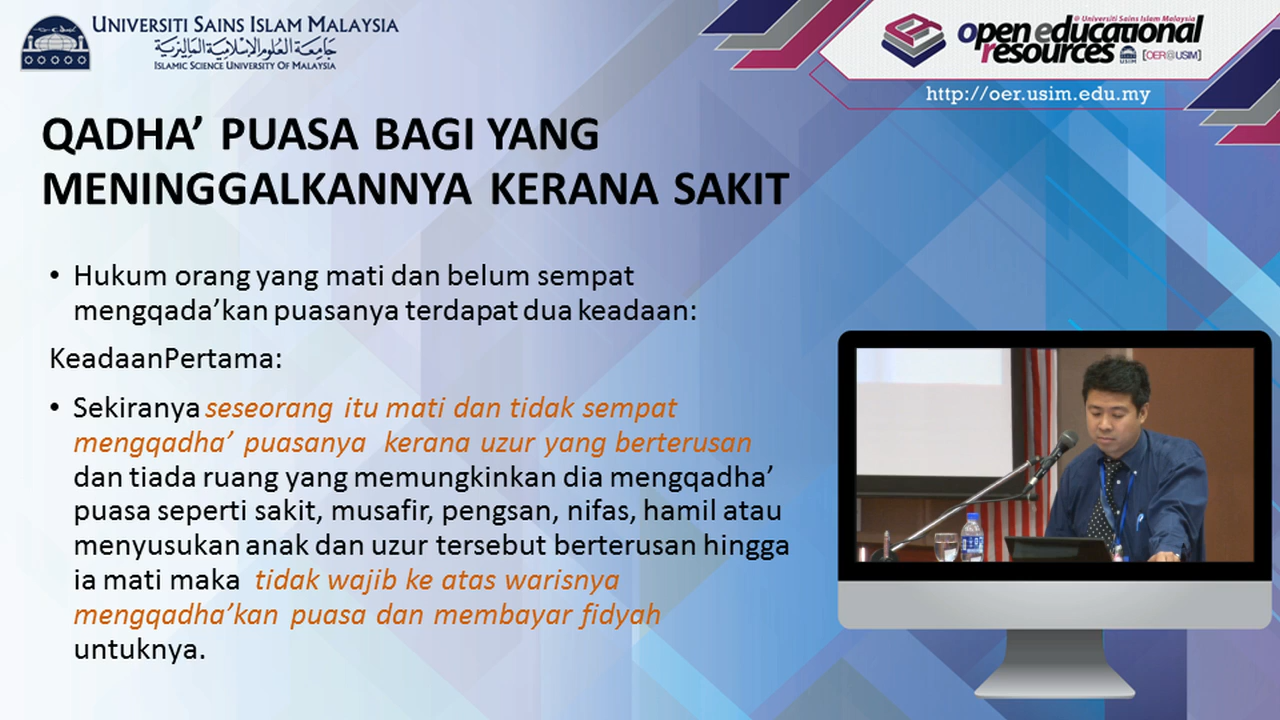 UNIVERSITI SAINS ISLAM MALAYSIA
جامعة العلوم الإسلامية الماليزية
ISLAMIC SCIENCE UNIVERSITY OF MALAYSIA
@ Universiti Sains Islam Malaysia
open educational
resources
USIM
[OER@USIM]
http://oer.usim.edu.my
QADHA’ PUASA BAGI YANG
MENINGGALKANNYA KERANA SAKIT
• Hukum orang yang mati dan belum sempat
mengqada’kan puasanya terdapat dua keadaan:
KeadaanPertama:
• Sekiranya seseorang itu mati dan tidak sempat
mengqadha’ puasanya kerana uzur yang berterusan
dan tiada ruang yang memungkinkan dia mengqadha’
puasa seperti sakit, musafir, pengsan, nifas, hamil atau
menyusukan anak dan uzur tersebut berterusan hingga
ia mati maka tidak wajib ke atas warisnya
mengqadha’kan puasa dan membayar fidyah
untuknya.